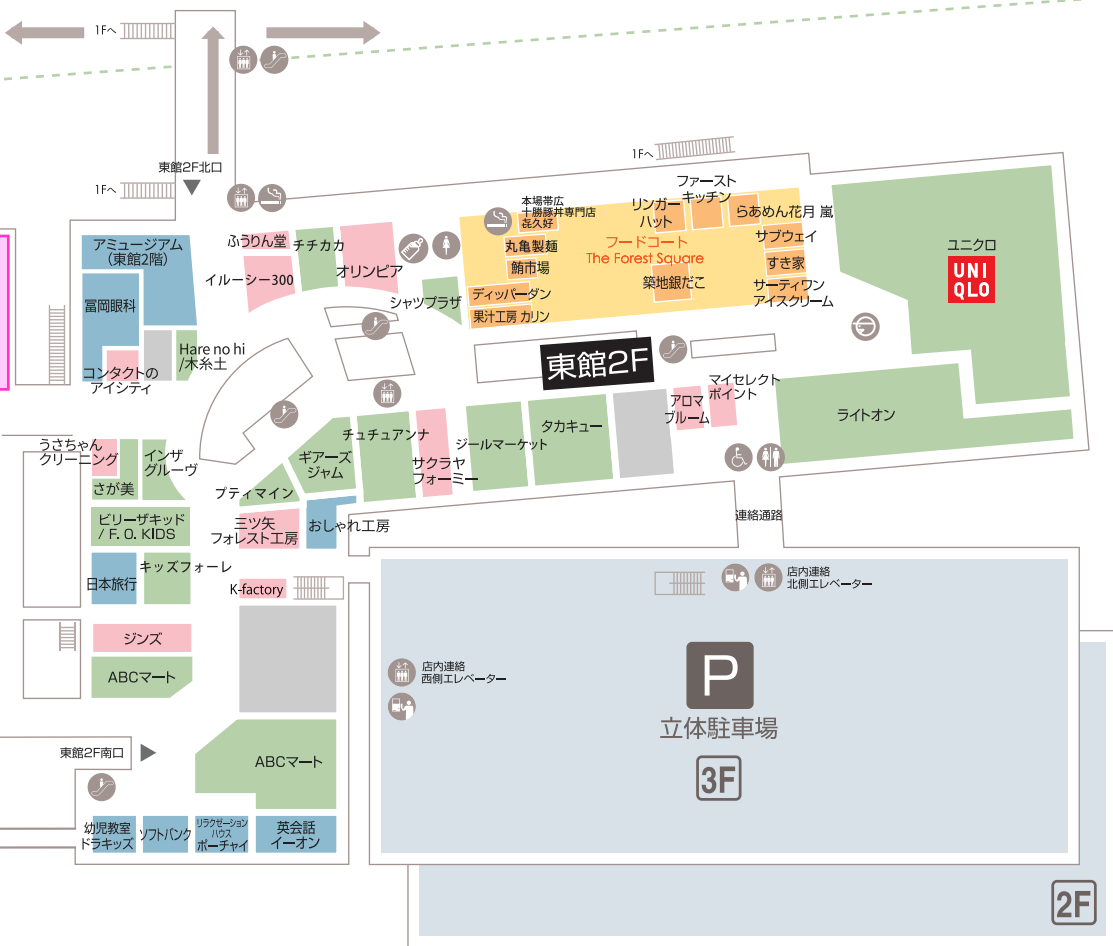 1Fへ
東館2F北口
1Fへ
1Fへ
アミュージアム
(東館2階)
冨岡眼科
コンタクトの
アイシティ
Hare no hi
/木糸土
ふうりん堂
イルーシー300
チチカカ
オリンピア
シャツプラザ
本場帯広
十勝豚丼専門店
㐂久好
丸亀製麺
鮪市場
ディッパーダン
果汁工房 カリン
リンガー
ハット
ファースト
キッチン
らあめん花月 嵐
サブウェイ
すき家
サーティワン
アイスクリーム
フードコート
The Forest Square
築地銀だこ
ユニクロ
UNI
QLO
東館2F
マイセレクト
ポイント
アロマ
ブルーム
ライトオン
タカキュー
ジールマーケット
サクラヤ
フォーミー
チュチュアンナ
ギアーズ
ジャム
プティマイン
うさちゃん
クリーニング
インザ
グルーヴ
さが美
ビリーザキッド
/ F. O. KIDS
三ツ矢
フォレスト工房
おしゃれ工房
日本旅行
キッズフォーレ
K-factory
ジンズ
ABCマート
東館2F南口
ABCマート
幼児教室
ドラキッズ
ソフトバンク
リラクゼーション
ハウス
ポーチャイ
英会話
イーオン
連絡通路
店内連絡
北側エレベーター
店内連絡
西側エレベーター
P
立体駐車場
3F
2F